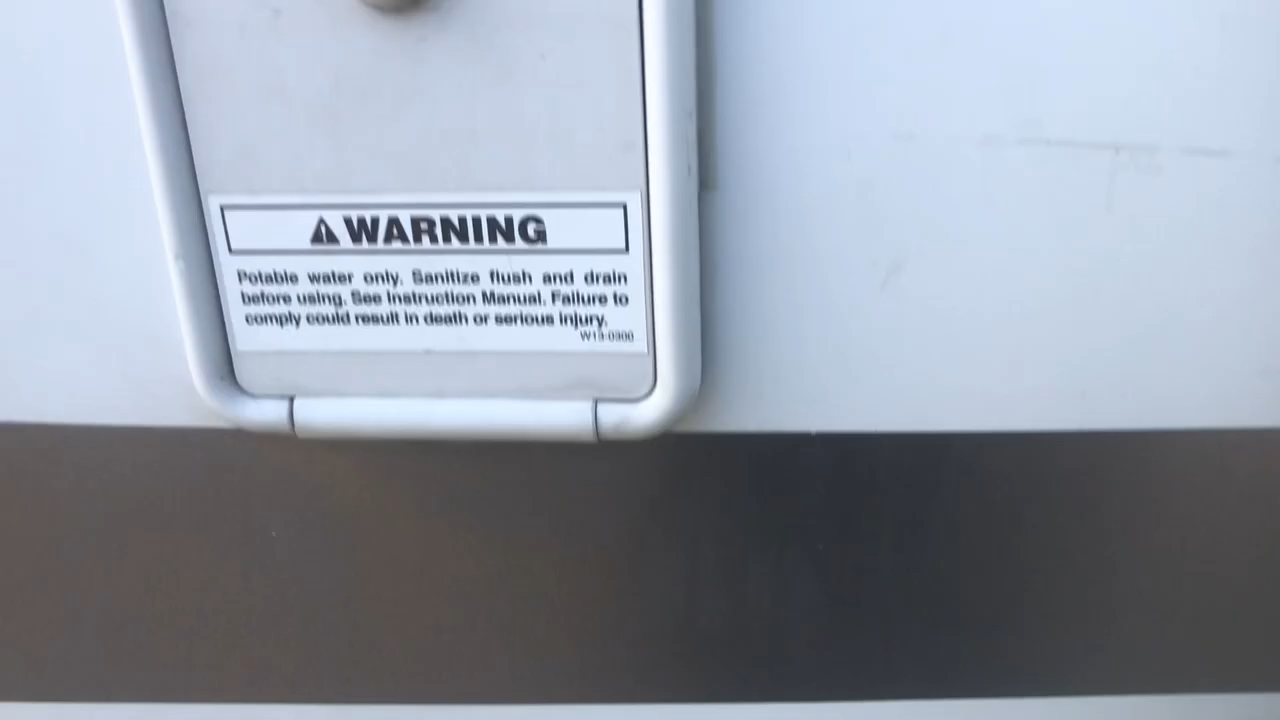 WARNING
Potable water only. Sanitize flush and drain
before using. See Instruction Manual. Failure to
comply could result in death or serious injury.
W13-0300